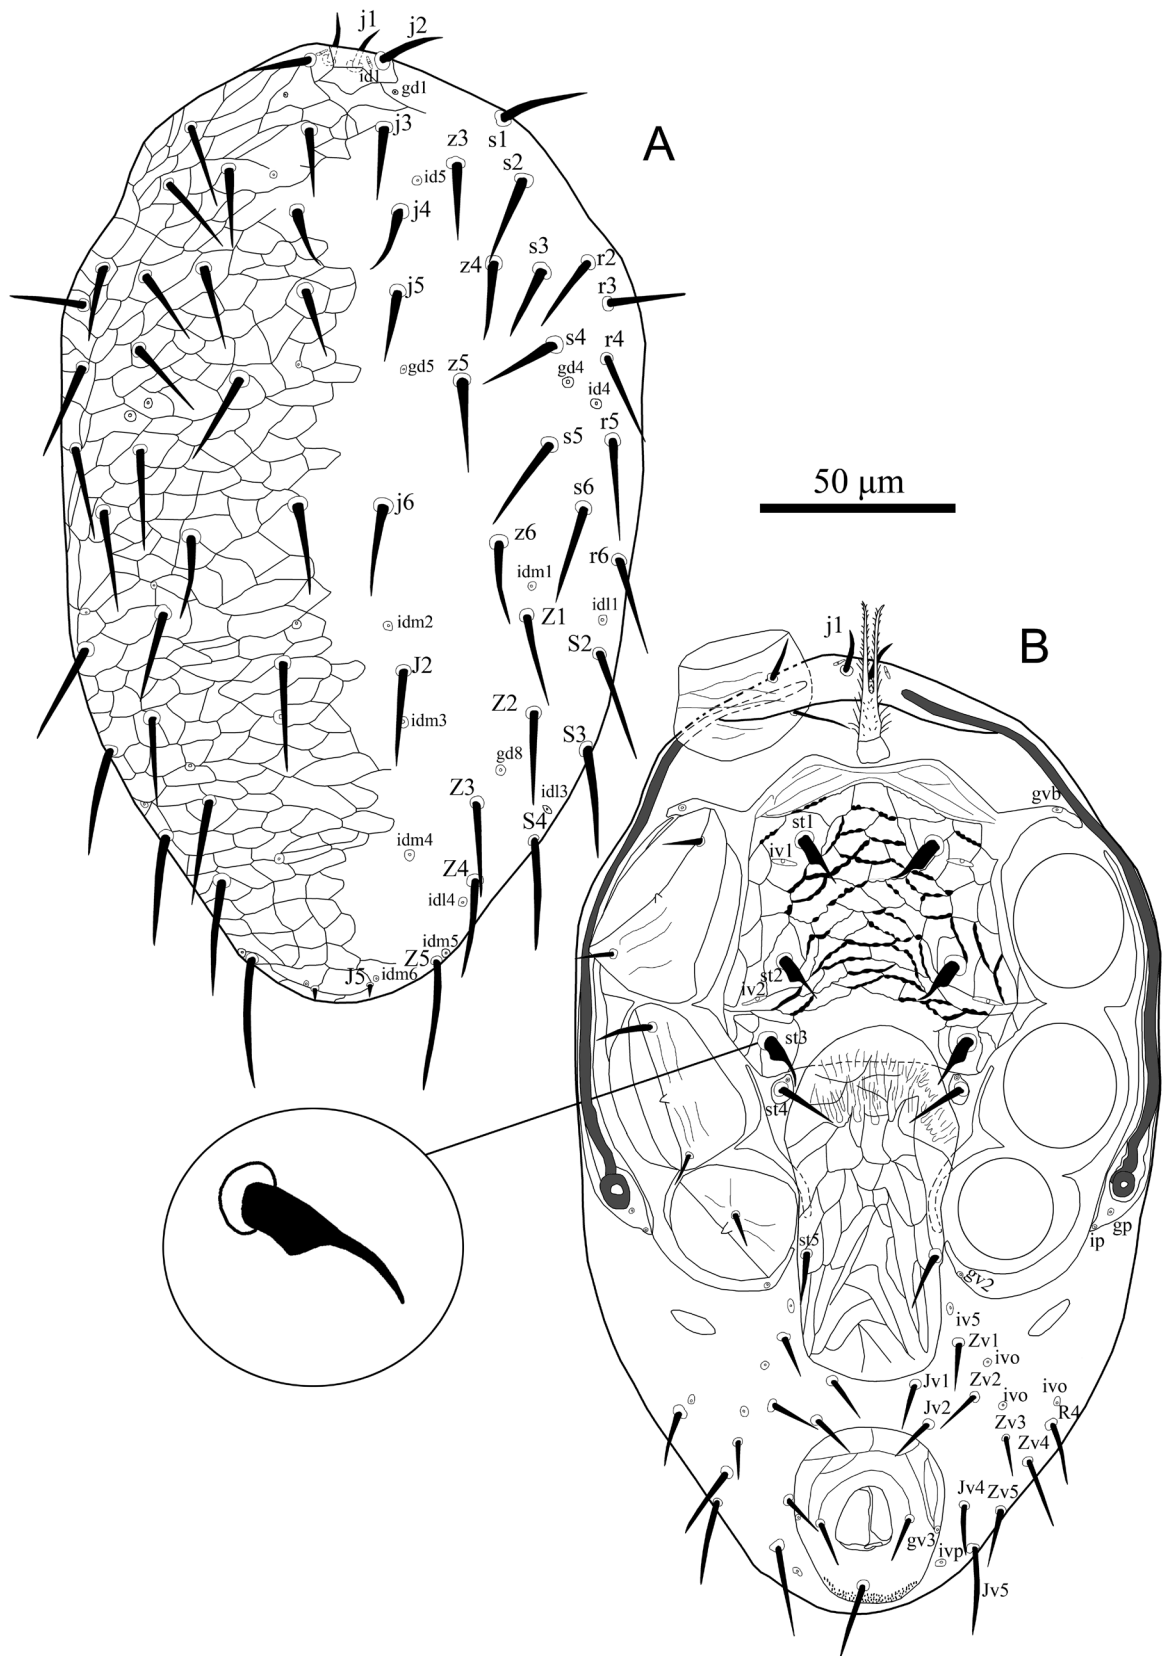 j1
j2
id1
gd1
j3
s1
z3
s2
A
id5
j4
z4
s3
r2
r3
j5
s4
r4
gd5
z5
gd4
id4
r5
s5
50 μm
j6
s6
z6
r6
idm1
idm2
Z1
idl1
j1
B
S2
J2
Z2
idm3
S3
gd8
Z3
idl3
gvb
S4
st1
idm4
iv1
Z4
idl4
idm5
Z5
J5
idm6
st2
iv2
st3
st4
gp
ip
st5
gv2
iv5
Zv1
ivo
Jv1
Zv2
ivo
ivo
Jv2
R4
Zv3
Zv4
Jv4
Zv5
gv3
ivp
Jv5